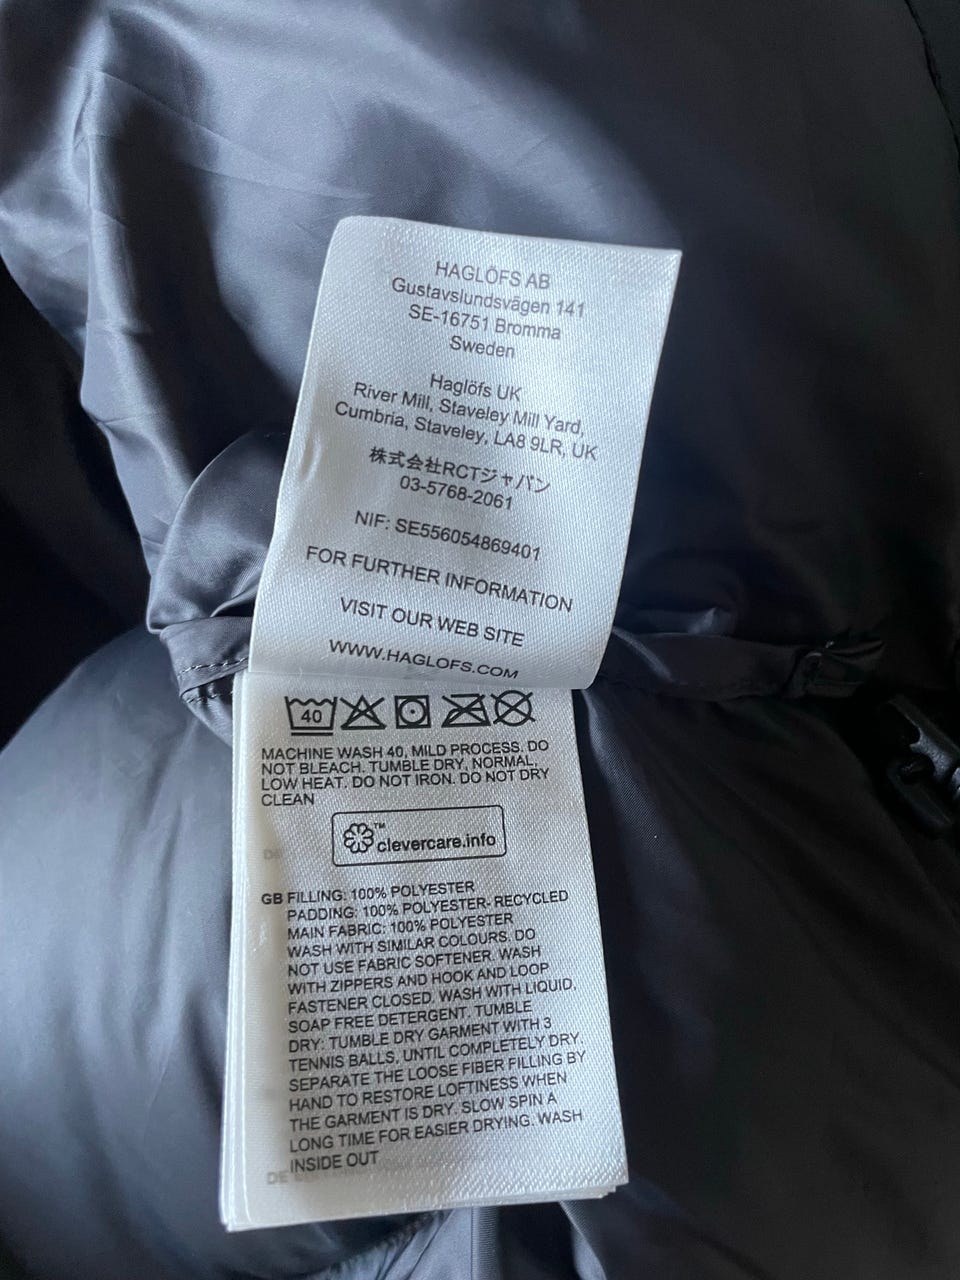 HAGLÖFS AB
Gustavslundsvägen 141
SE-16751 Bromma
Sweden
Haglöfs UK
River Mill, Staveley Mill Yard,
Cumbria, Staveley, LA8 9LR, UK
株式会社RCTジャパン
03-5768-2061
NIF: SE556054869401
FOR FURTHER INFORMATION
VISIT OUR WEB SITE
WWW.HAGLOFS.COM
40
MACHINE WASH 40, MILD PROCESS. DO
NOT BLEACH. TUMBLE DRY, NORMAL,
LOW HEAT. DO NOT IRON. DO NOT DRY
CLEAN
™
clevercare.info
GB FILLING: 100% POLYESTER
PADDING: 100% POLYESTER- RECYCLED
MAIN FABRIC: 100% POLYESTER
WASH WITH SIMILAR COLOURS. DO
NOT USE FABRIC SOFTENER. WASH
WITH ZIPPERS AND HOOK AND LOOP
FASTENER CLOSED. WASH WITH LIQUID,
SOAP FREE DETERGENT. TUMBLE
DRY: TUMBLE DRY GARMENT WITH 3
TENNIS BALLS, UNTIL COMPLETELY DRY.
SEPARATE THE LOOSE FIBER FILLING BY
HAND TO RESTORE LOFTINESS WHEN
THE GARMENT IS DRY. SLOW SPIN A
LONG TIME FOR EASIER DRYING. WASH
INSIDE OUT
DE